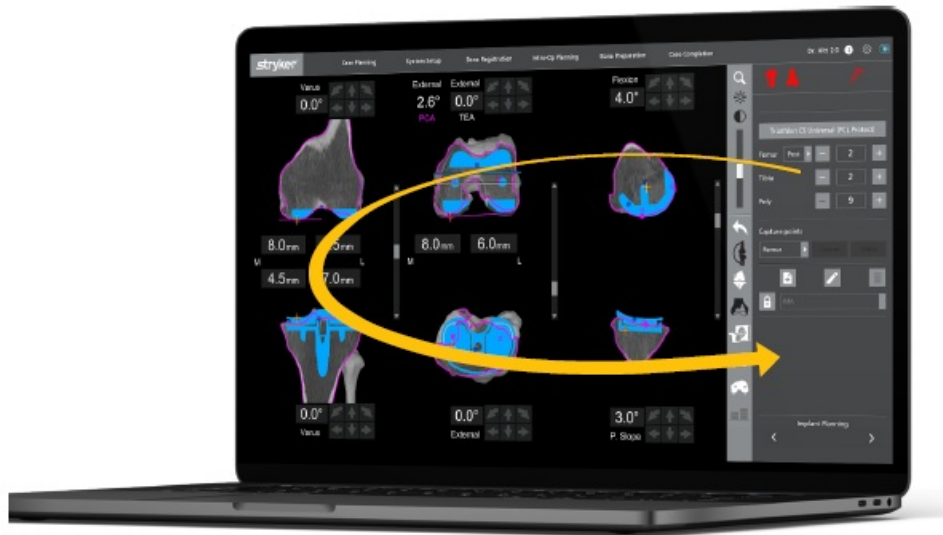 stryker
Case Planning System Setup Bone Registration Intra-Op Planning Bone Preparation Case Completion
Varus
0.0°
External External
2.6° 0.0°
PCA TEA
Flexion
4.0°
Triathlon CS Universal (PCL Protect)
Femur Post 2
Tibia 2
Poly 9
Capture points
Femur
8.0mm
M L
4.5mm 7.0mm
8.0mm 6.0mm
M L
0.0°
Varus
0.0°
External
3.0°
P. Slope
Implant Planning